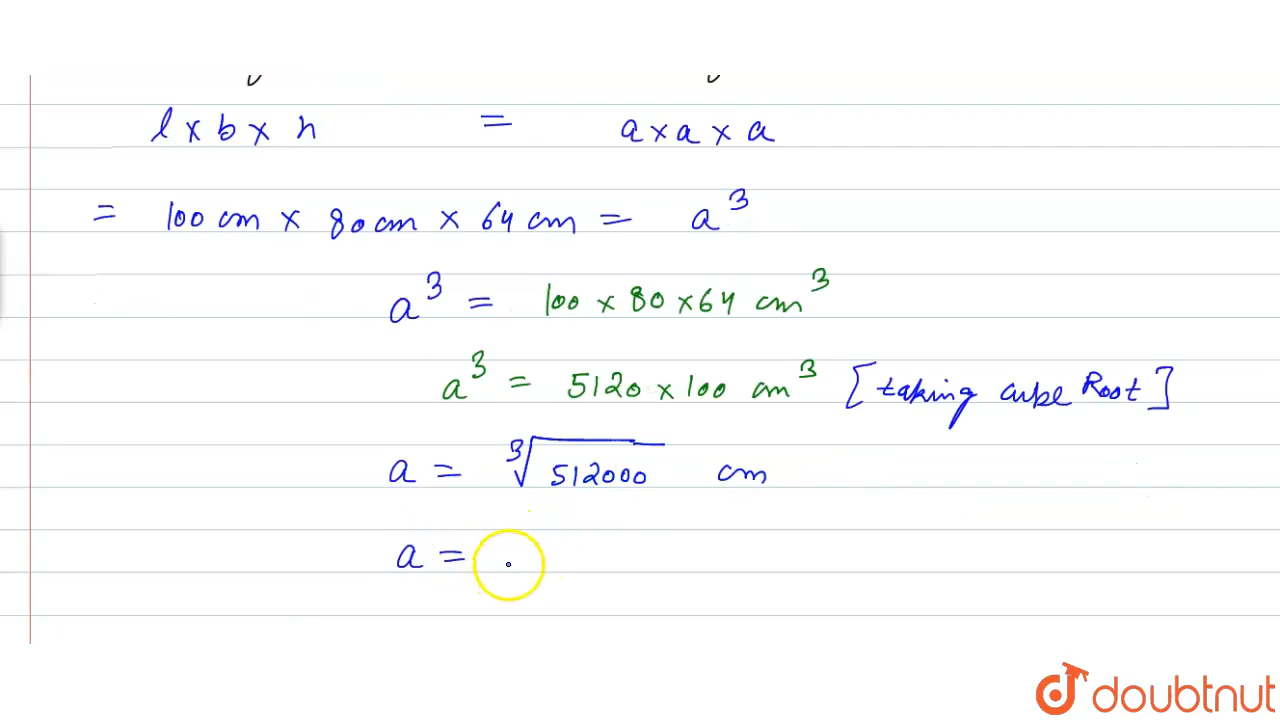 l × b × h = a × a × a
= 100 cm × 80 cm × 64 cm = a³
a³ = 100 × 80 × 64 cm³
a³ = 5120 × 100 cm³ [taking cube Root]
a = ∛512000 cm
a =
doubtnut